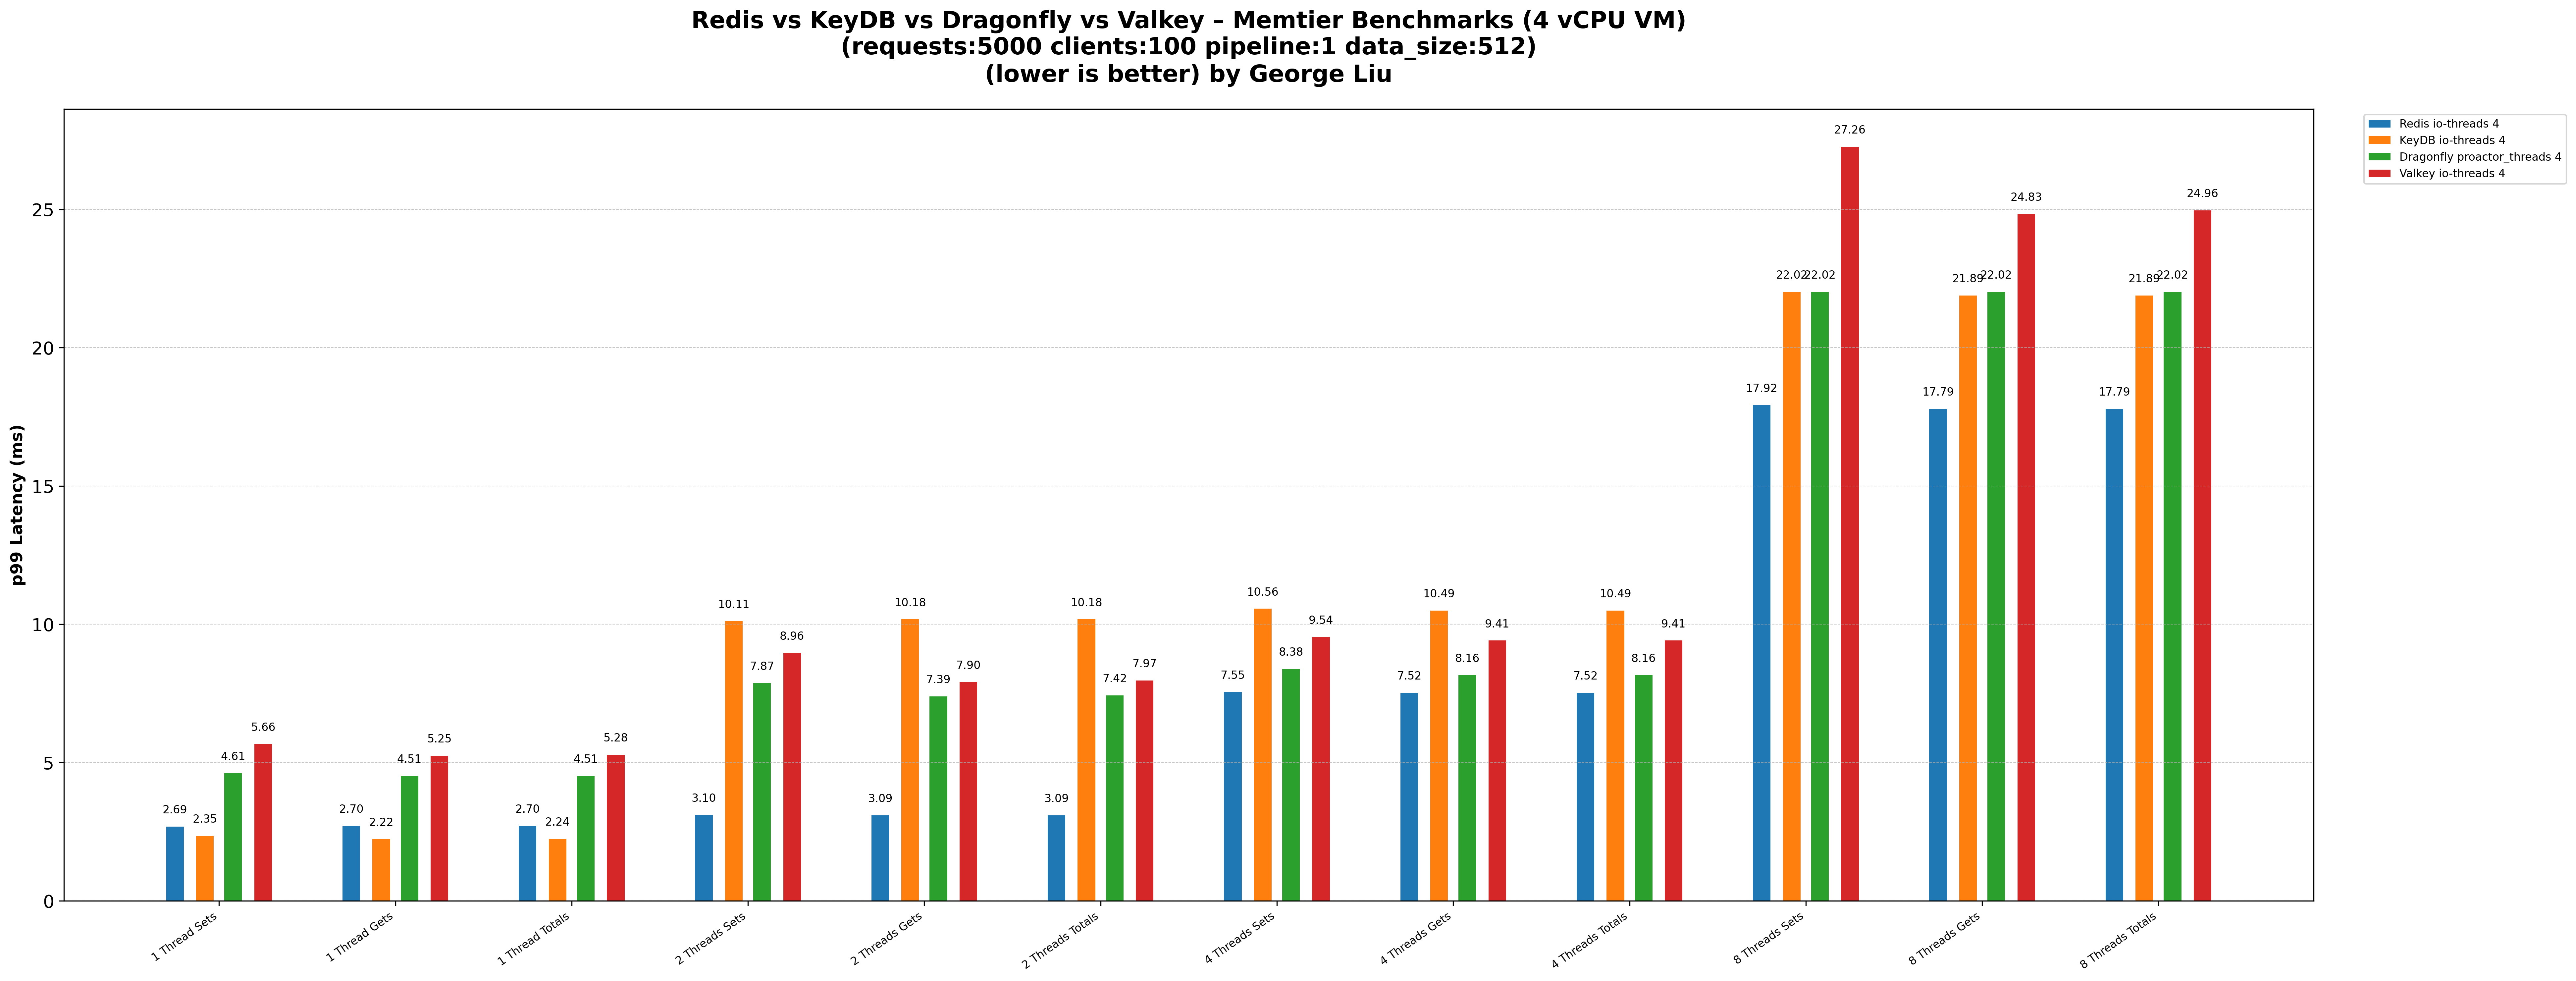 Redis vs KeyDB vs Dragonfly vs Valkey – Memtier Benchmarks (4 vCPU VM)
(requests:5000 clients:100 pipeline:1 data_size:512)
(lower is better) by George Liu
Redis io-threads 4
KeyDB io-threads 4
Dragonfly proactor_threads 4
Valkey io-threads 4
p99 Latency (ms)
25
20
15
10
5
0
2.69
2.35
4.61
5.66
2.70
2.22
4.51
5.25
2.70
2.24
4.51
5.28
3.10
10.11
7.87
8.96
3.09
10.18
7.39
7.90
3.09
10.18
7.42
7.97
7.55
10.56
8.38
9.54
7.52
10.49
8.16
9.41
7.52
10.49
8.16
9.41
17.92
22.02
22.02
27.26
17.79
21.89
22.02
24.83
17.79
21.89
22.02
24.96
1 Thread Sets
1 Thread Gets
1 Thread Totals
2 Threads Sets
2 Threads Gets
2 Threads Totals
4 Threads Sets
4 Threads Gets
4 Threads Totals
8 Threads Sets
8 Threads Gets
8 Threads Totals